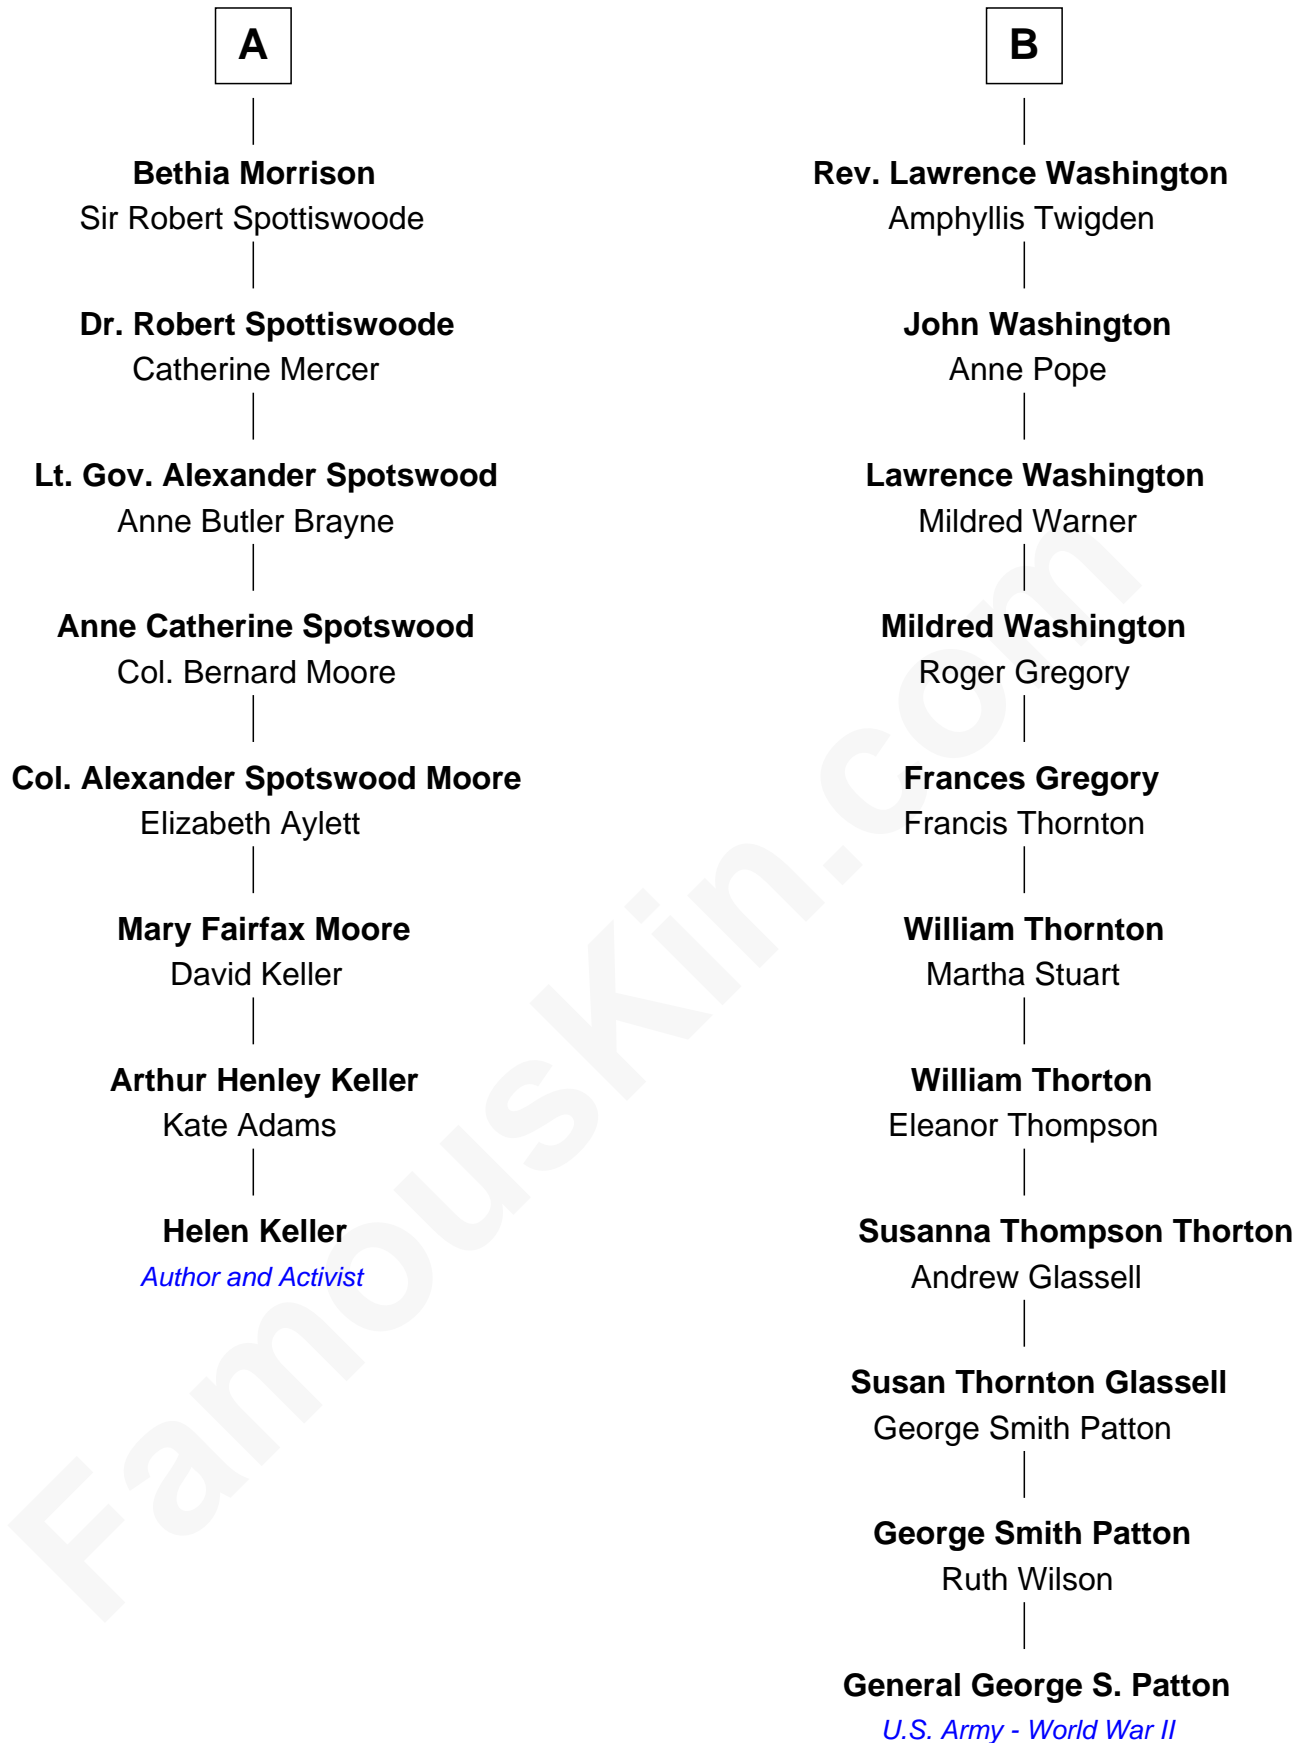 A
Bethia Morrison
Sir Robert Spottiswoode
Dr. Robert Spottiswoode
Catherine Mercer
Lt. Gov. Alexander Spotswood
Anne Butler Brayne
Anne Catherine Spotswood
Col. Bernard Moore
Col. Alexander Spotswood Moore
Elizabeth Aylett
Mary Fairfax Moore
David Keller
Arthur Henley Keller
Kate Adams
Helen Keller
Author and Activist
B
Rev. Lawrence Washington
Amphyllis Twigden
John Washington
Anne Pope
Lawrence Washington
Mildred Warner
Mildred Washington
Roger Gregory
Frances Gregory
Francis Thornton
William Thornton
Martha Stuart
William Thorton
Eleanor Thompson
Susanna Thompson Thorton
Andrew Glassell
Susan Thornton Glassell
George Smith Patton
George Smith Patton
Ruth Wilson
General George S. Patton
U.S. Army - World War II
FamousKin.com